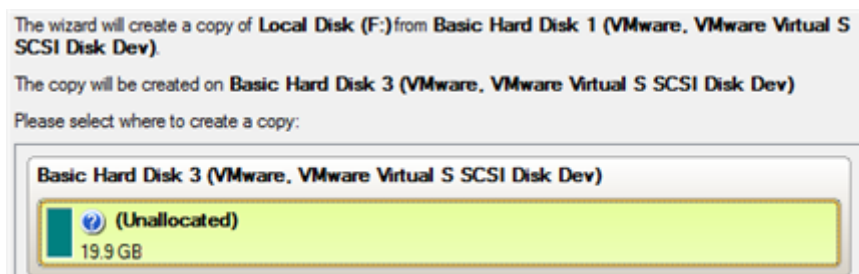 The wizard will create a copy of Local Disk (F:)from Basic Hard Disk 1 (VMware, VMware Virtual S
SCSI Disk Dev).
The copy will be created on Basic Hard Disk 3 (VMware, VMware Virtual S SCSI Disk Dev)
Please select where to create a copy:
Basic Hard Disk 3 (VMware, VMware Virtual S SCSI Disk Dev)
(Unallocated)
19.9 GB